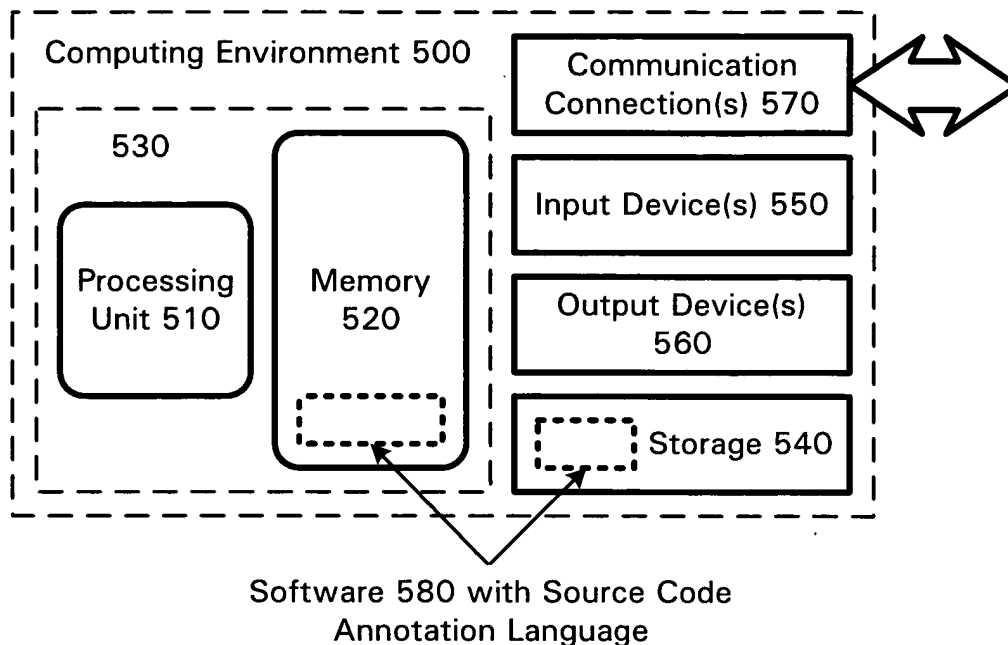 Computing Environment 500
530
Processing
Unit 510
Memory
520
Communication
Connection(s) 570
Input Device(s) 550
Output Device(s)
560
Storage 540
Software 580 with Source Code
Annotation Language